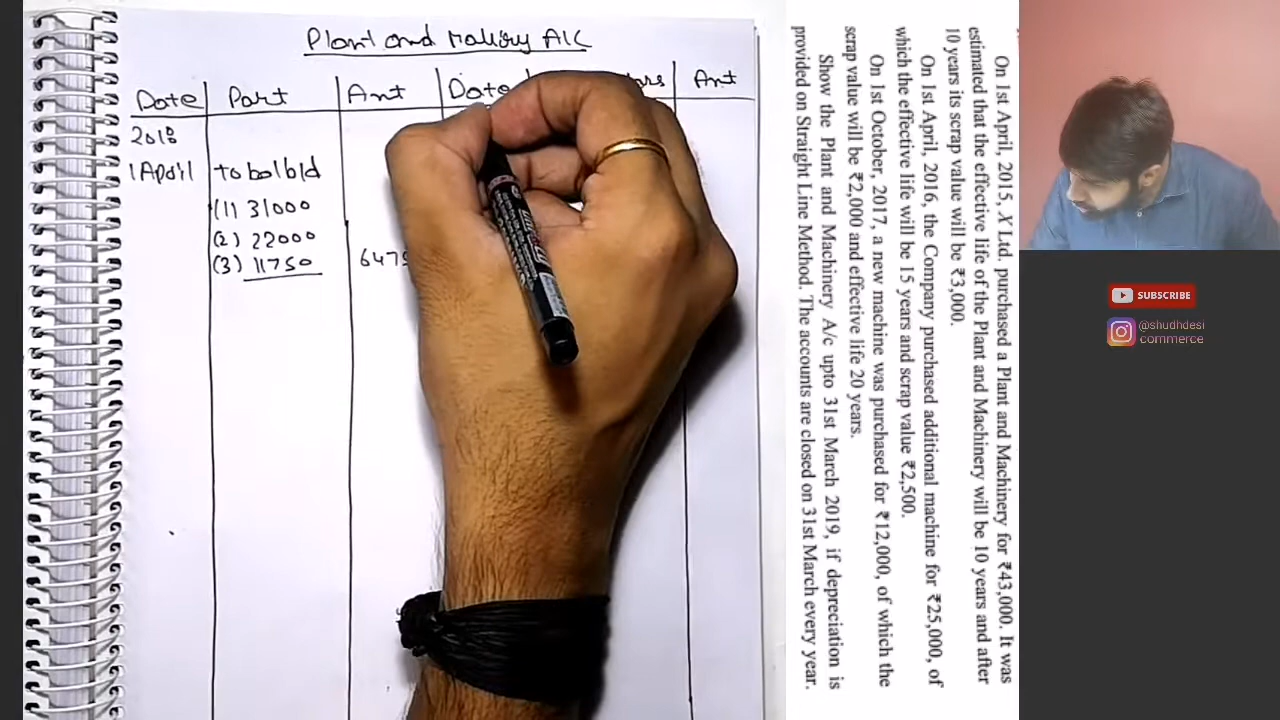 Plant and Makiry A/C
Date Part Amt Date Amt
2018
1 April to bal b/d
(1) 31000
(2) 22000
(3) 11750
On 1st April, 2015, X Ltd. purchased a Plant and Machinery for ₹43,000. It was
estimated that the effective life of the Plant and Machinery will be 10 years and after
10 years its scrap value will be ₹3,000.
On 1st April, 2016, the Company purchased additional machine for ₹25,000, of
which the effective life will be 15 years and scrap value ₹2,500.
On 1st October, 2017, a new machine was purchased for ₹12,000, of which the
scrap value will be ₹2,000 and effective life 20 years.
Show the Plant and Machinery A/c upto 31st March 2019, if depreciation is
provided on Straight Line Method. The accounts are closed on 31st March every year.
SUBSCRIBE
@shudhdesi
commerce